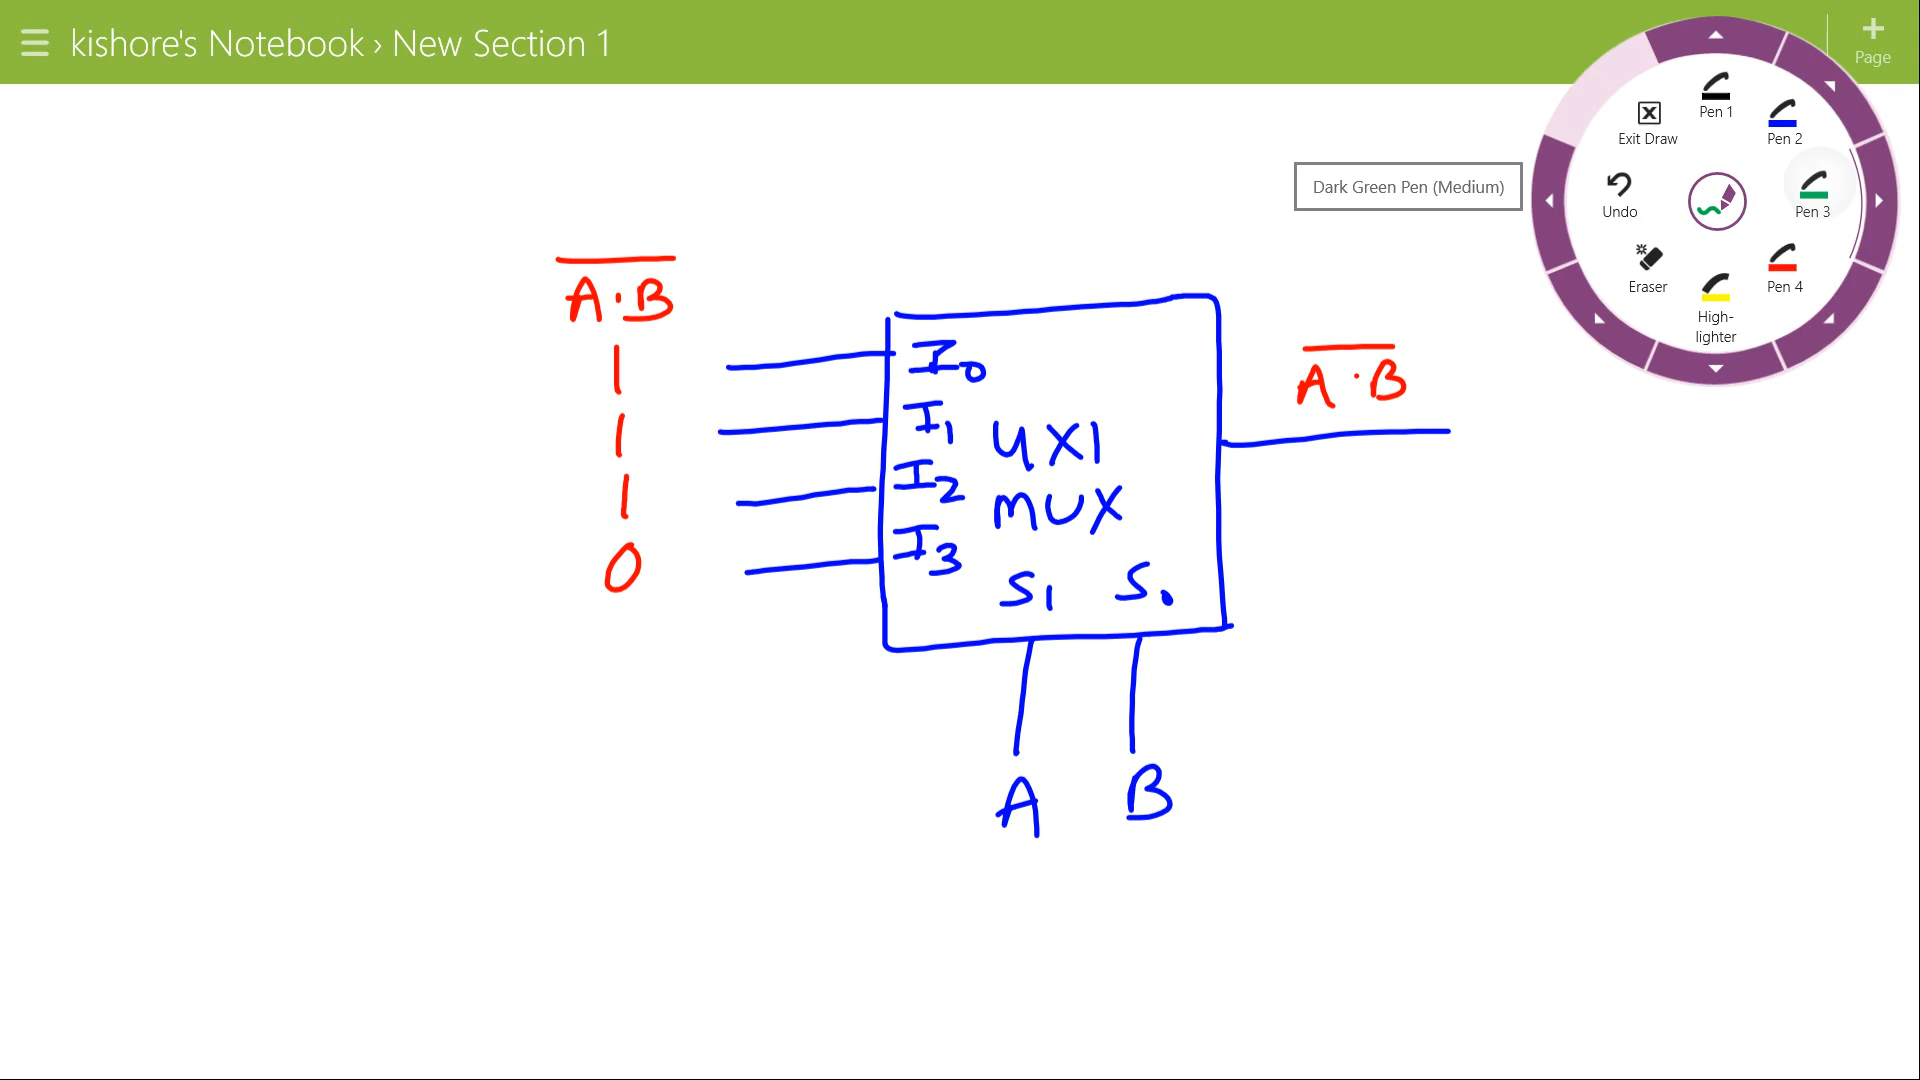 kishore's Notebook › New Section 1
Page
Pen 1
Exit Draw
Pen 2
Dark Green Pen (Medium)
Undo
Pen 3
Eraser
Pen 4
High-
lighter
A·B
1
1
1
0
I0
I1
I2
I3
4X1
MUX
S1 S0
A·B
A B